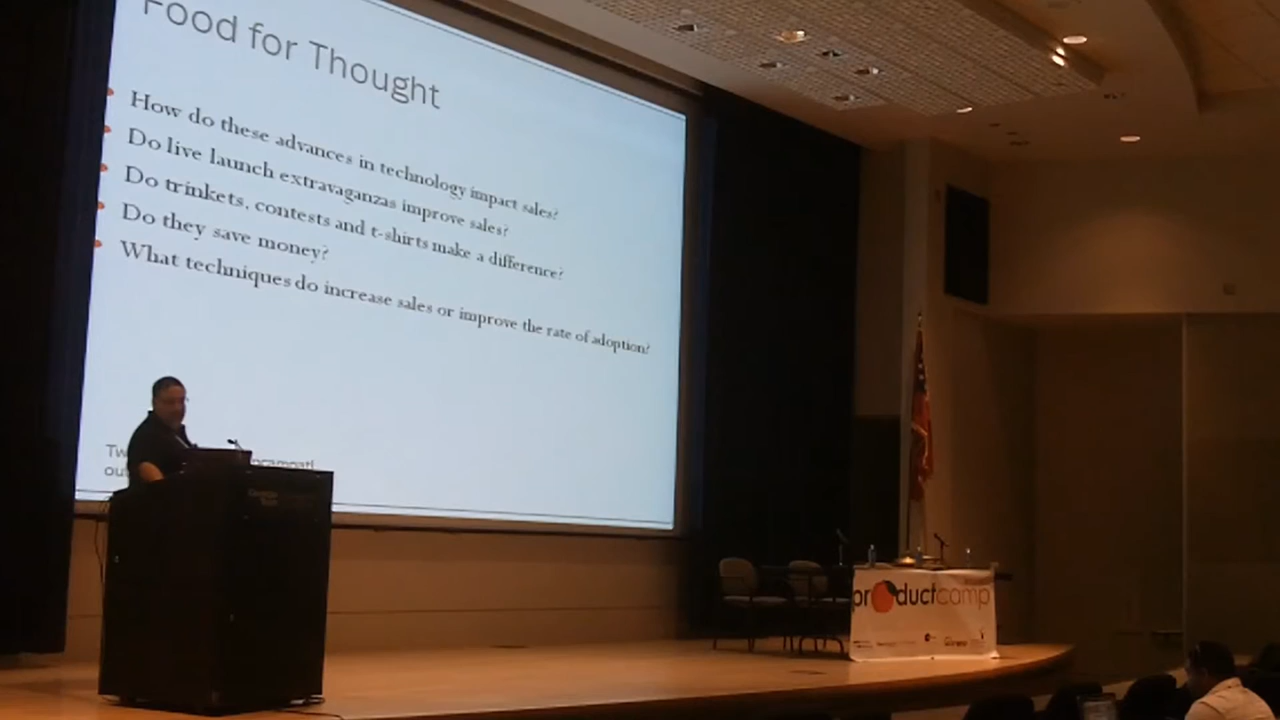 Food for Thought
How do these advances in technology impact sales?
Do live launch extravaganzas improve sales?
Do trinkets, contests and t-shirts make a difference?
Do they save money?
What techniques do increase sales or improve the rate of adoption?
Tw
out
productcamp